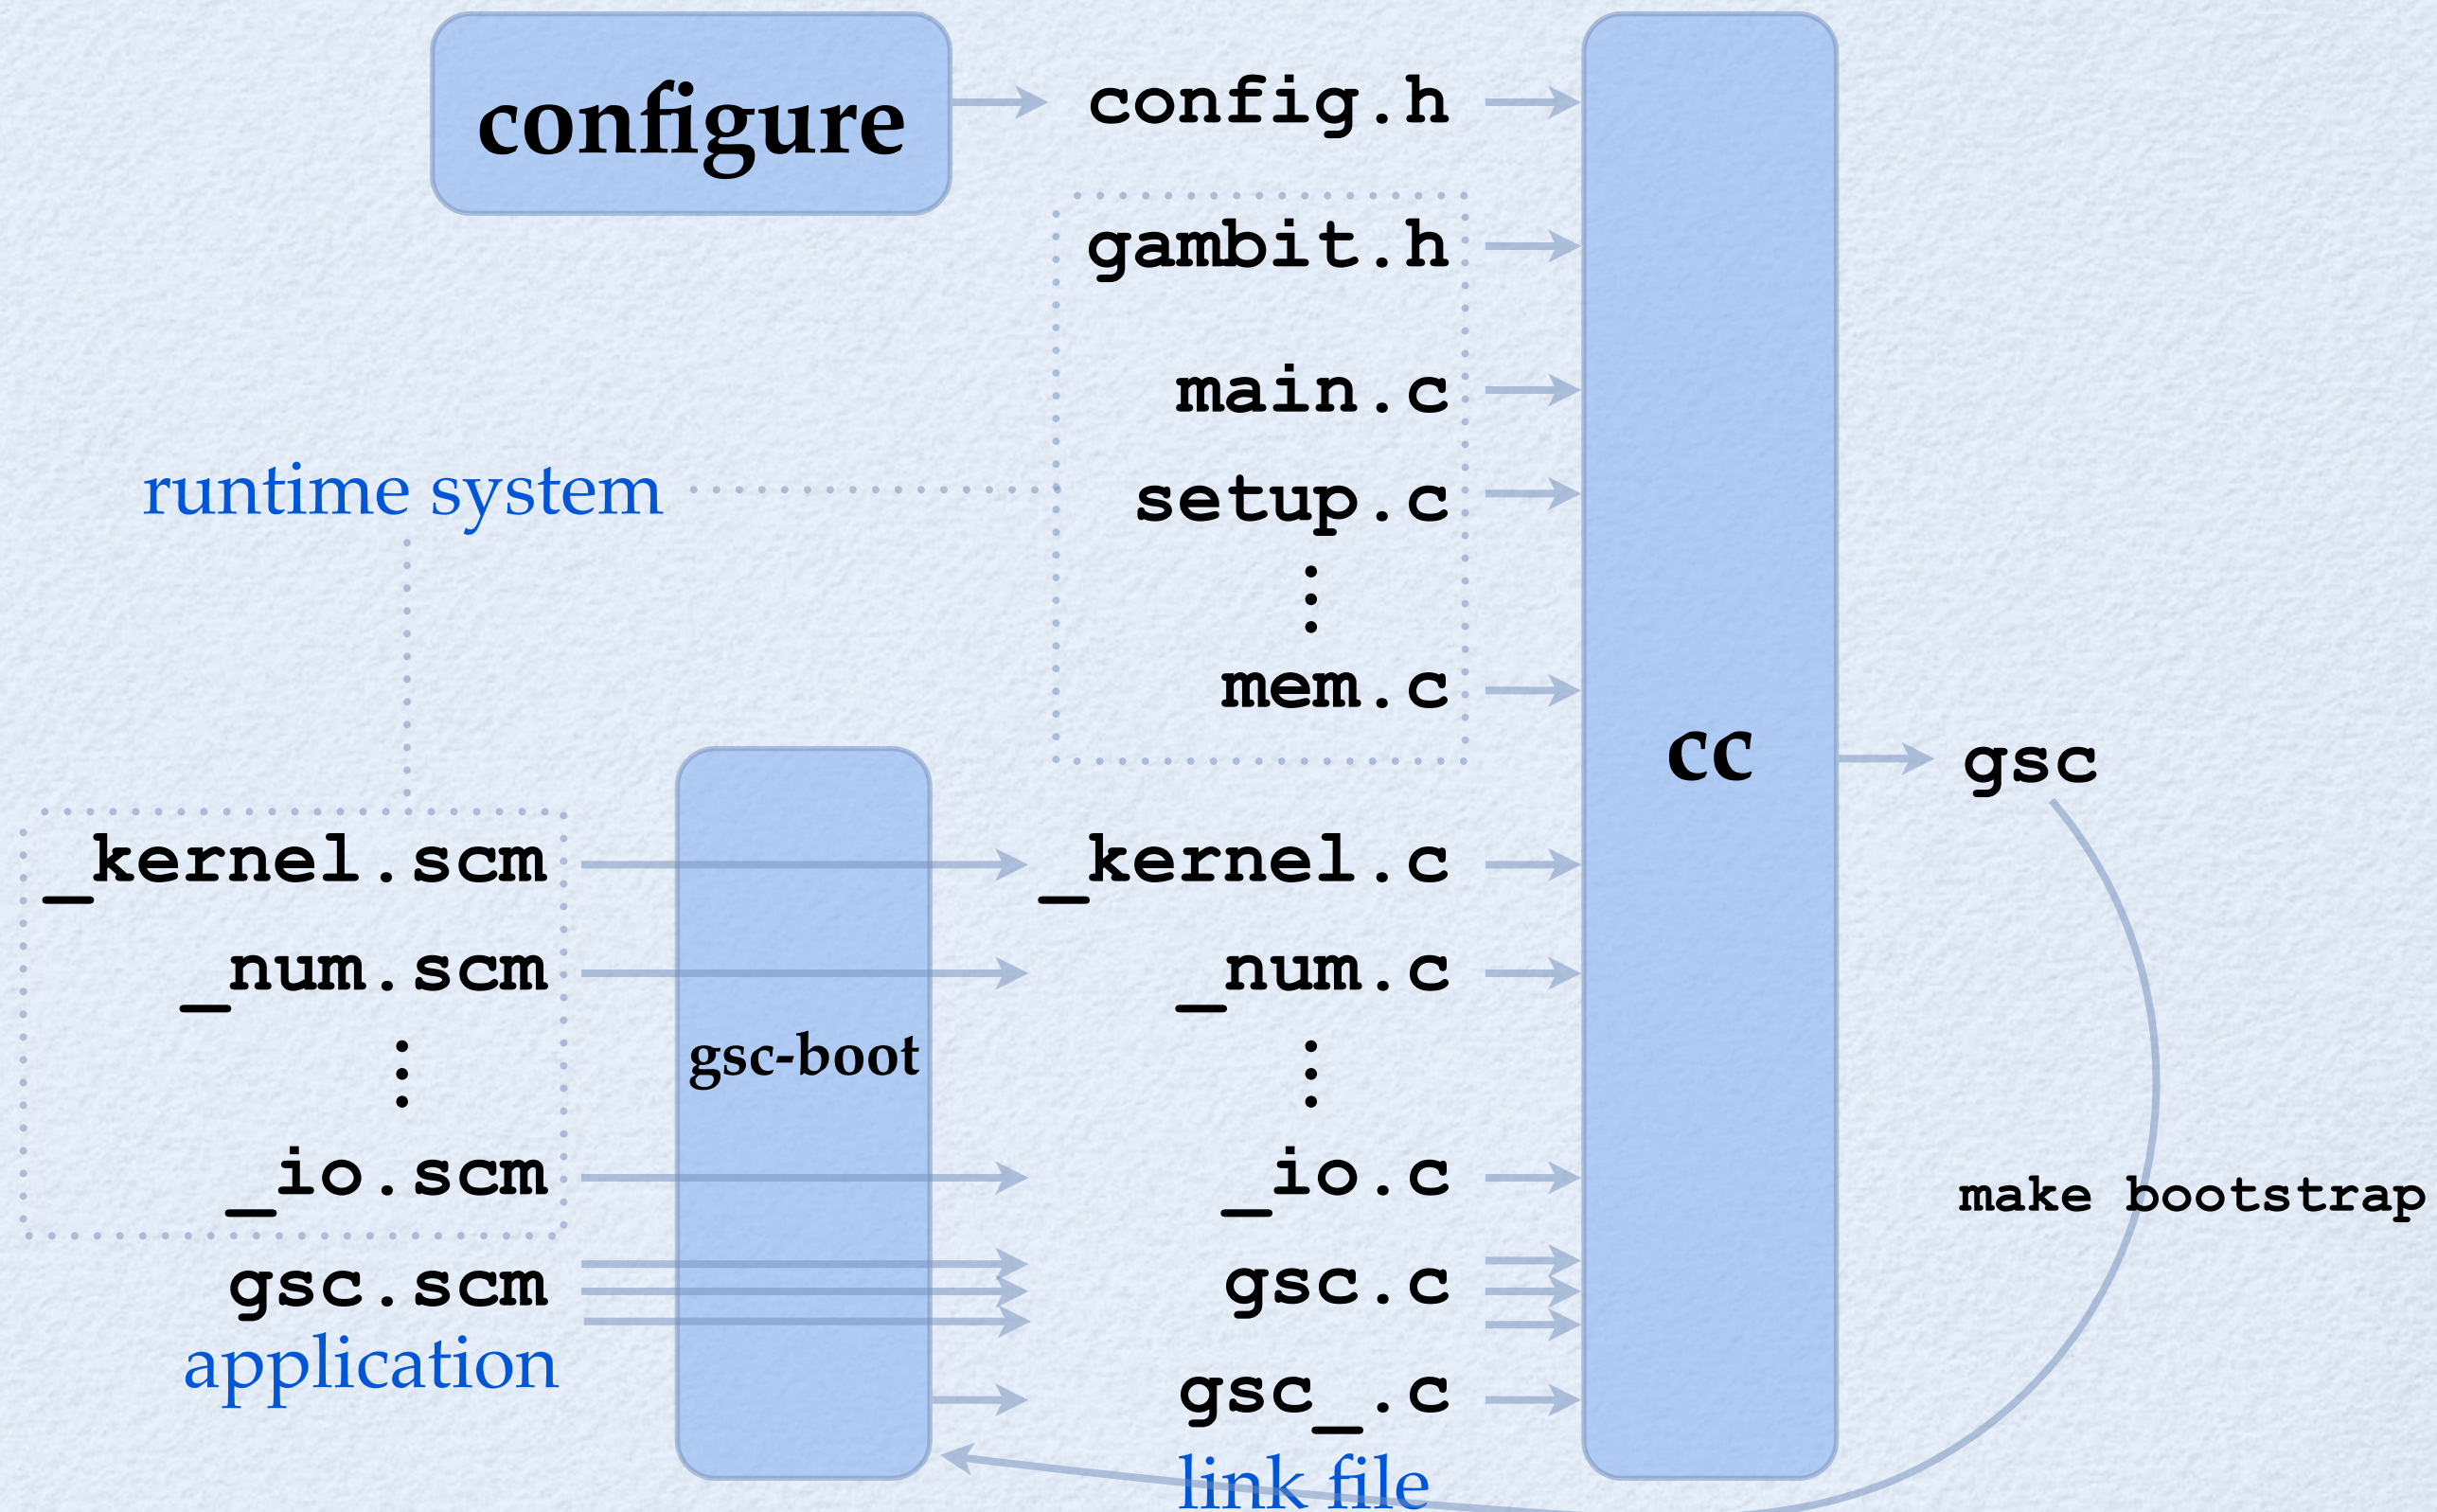 configure
config.h
gambit.h
main.c
runtime system
setup.c
mem.c
cc
gsc
_kernel.scm
_kernel.c
_num.scm
_num.c
gsc-boot
_io.scm
_io.c
make bootstrap
gsc.scm
gsc.c
application
gsc_.c
link file